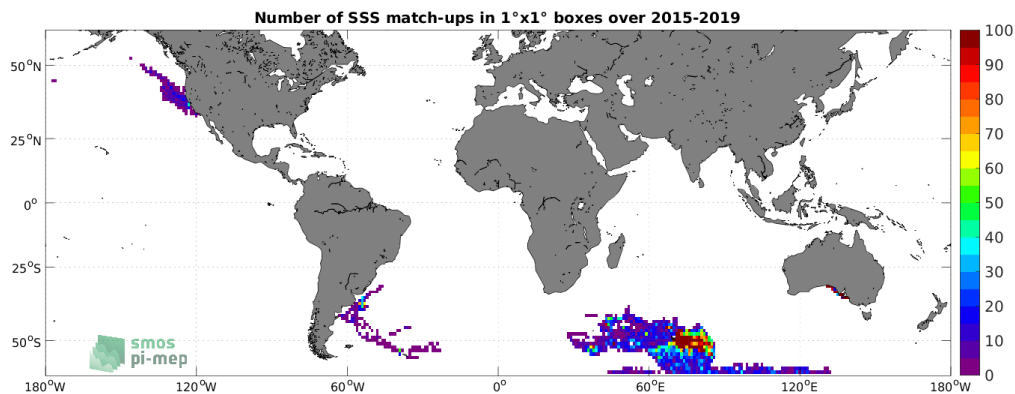 Number of SSS match-ups in 1°x1° boxes over 2015-2019
50°N
25°N
0°
25°S
50°S
180°W
120°W
60°W
0°
60°E
120°E
180°W
100
90
80
70
60
50
40
30
20
10
0
smos
pi-mep